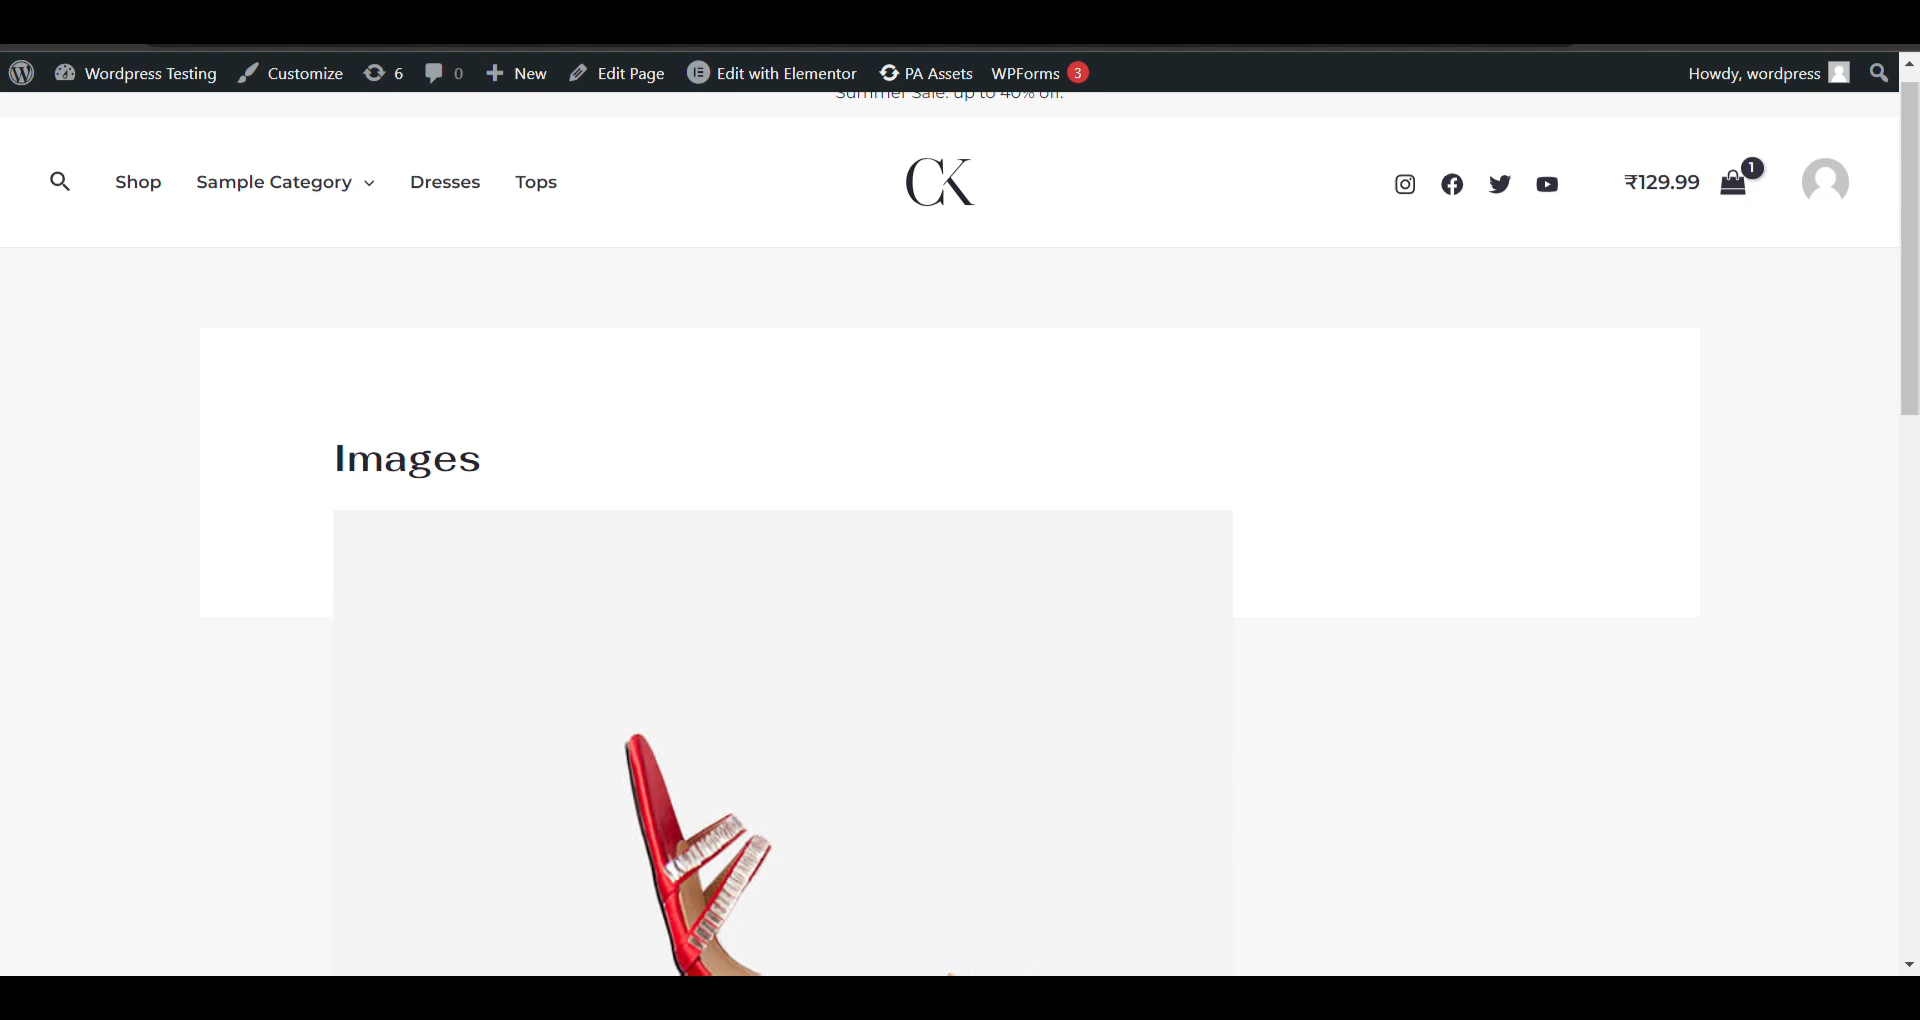 Wordpress Testing Customize 6 0 New Edit Page Edit with Elementor PA Assets WPForms 3 Howdy, wordpress
Summer Sale: up to 40% off.
Shop Sample Category Dresses Tops CK ₹129.99 1
Images